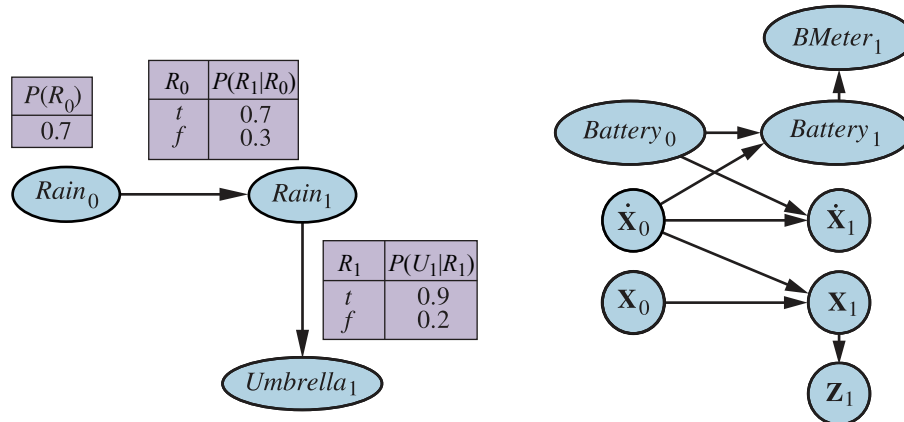 P(R₀)
0.7
R₀ P(R₁|R₀)
t 0.7
f 0.3
Rain₀
Rain₁
R₁ P(U₁|R₁)
t 0.9
f 0.2
Umbrella₁
BMeter₁
Battery₀
Battery₁
Ẋ₀
Ẋ₁
X₀
X₁
Z₁